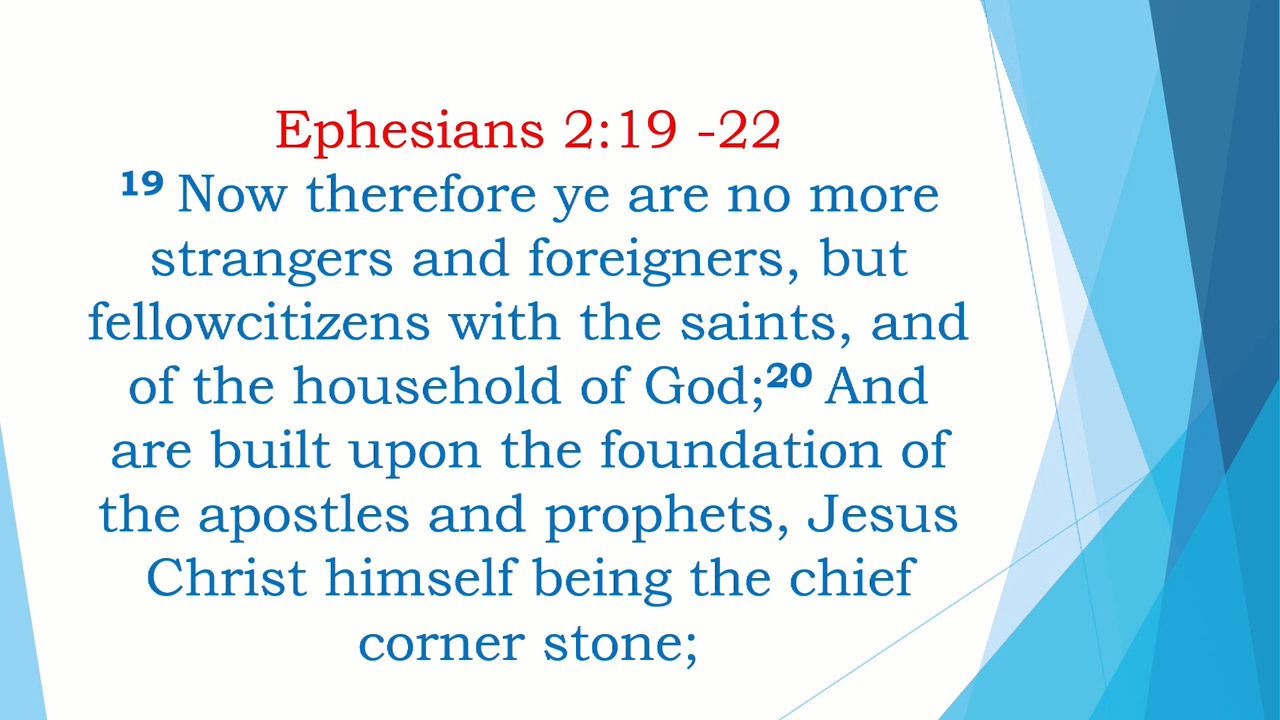 Ephesians 2:19 -22
19 Now therefore ye are no more
strangers and foreigners, but
fellowcitizens with the saints, and
of the household of God;20 And
are built upon the foundation of
the apostles and prophets, Jesus
Christ himself being the chief
corner stone;